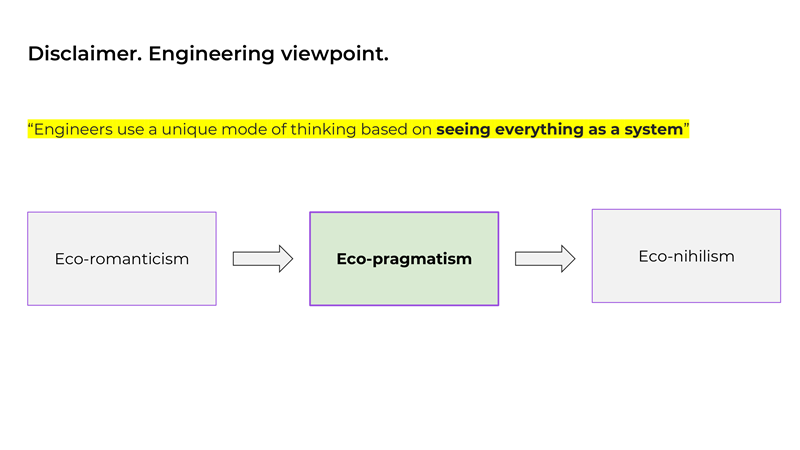 Disclaimer. Engineering viewpoint.
“Engineers use a unique mode of thinking based on seeing everything as a system”
Eco-romanticism
Eco-pragmatism
Eco-nihilism